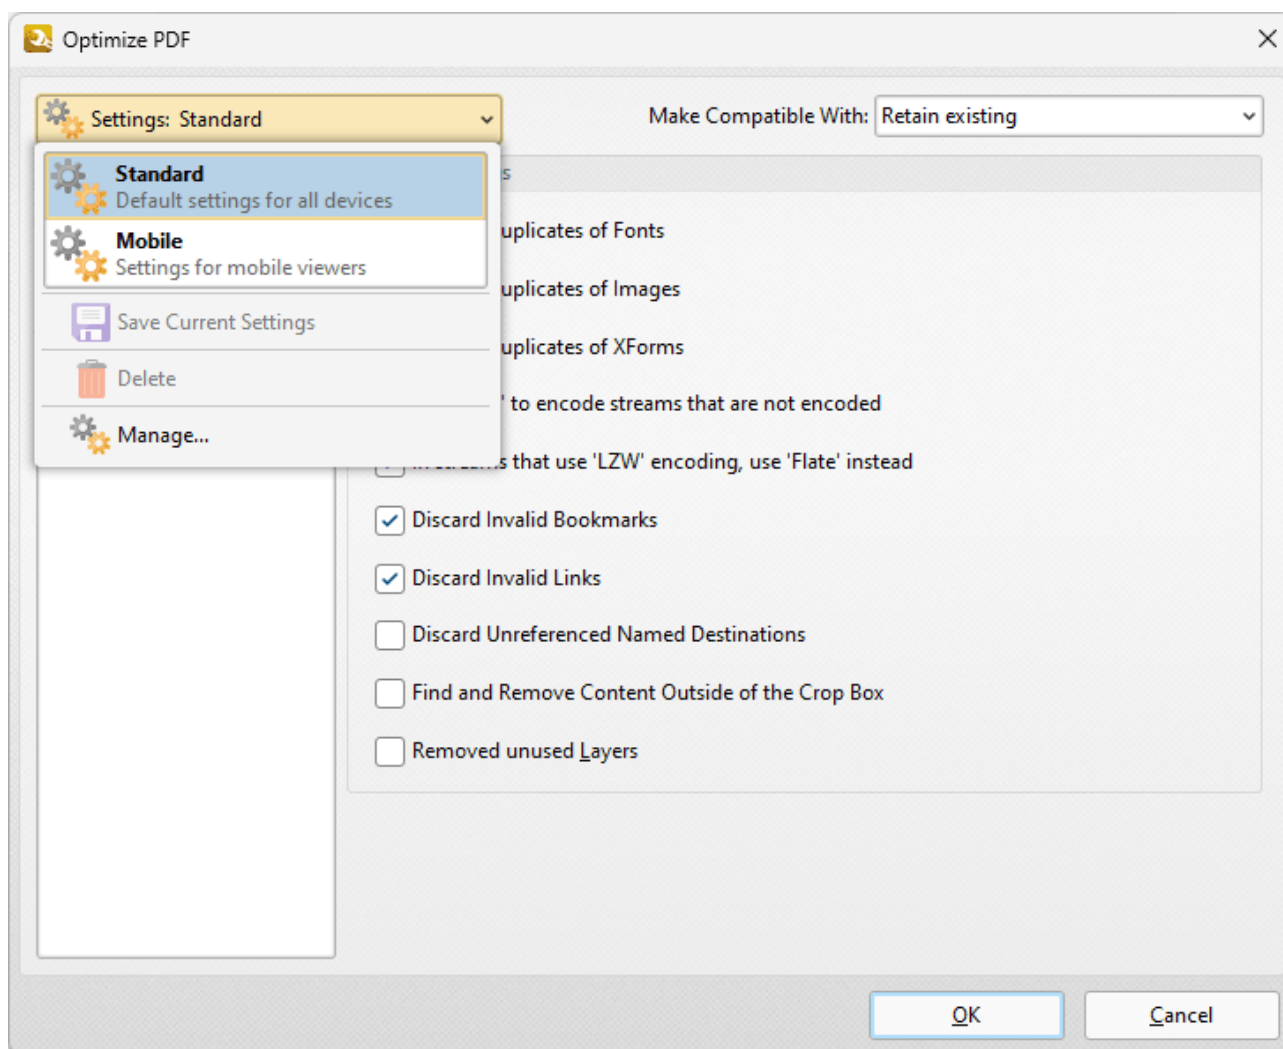 Optimize PDF
Settings: Standard
Make Compatible With: Retain existing
Standard
Default settings for all devices
Mobile
Settings for mobile viewers
Save Current Settings
Delete
Manage...
uplicates of Fonts
uplicates of Images
uplicates of XForms
' to encode streams that are not encoded
that use 'LZW' encoding, use 'Flate' instead
Discard Invalid Bookmarks
Discard Invalid Links
Discard Unreferenced Named Destinations
Find and Remove Content Outside of the Crop Box
Removed unused Layers
OK
Cancel